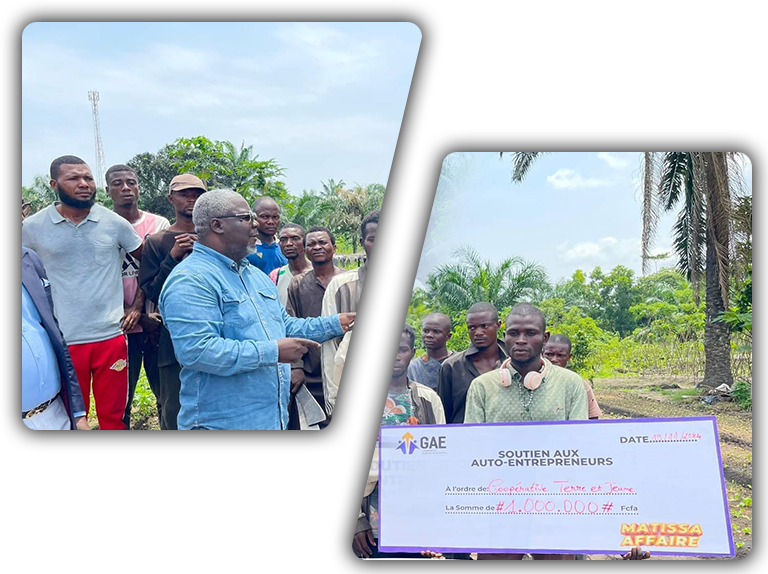 GAE
SOUTIEN AUX
AUTO-ENTREPRENEURS
DATE
À l'ordre de: Coopérative Terre et Jeune
La Somme de #1.000.000# Fcfa
MATISSA
AFFAIRE